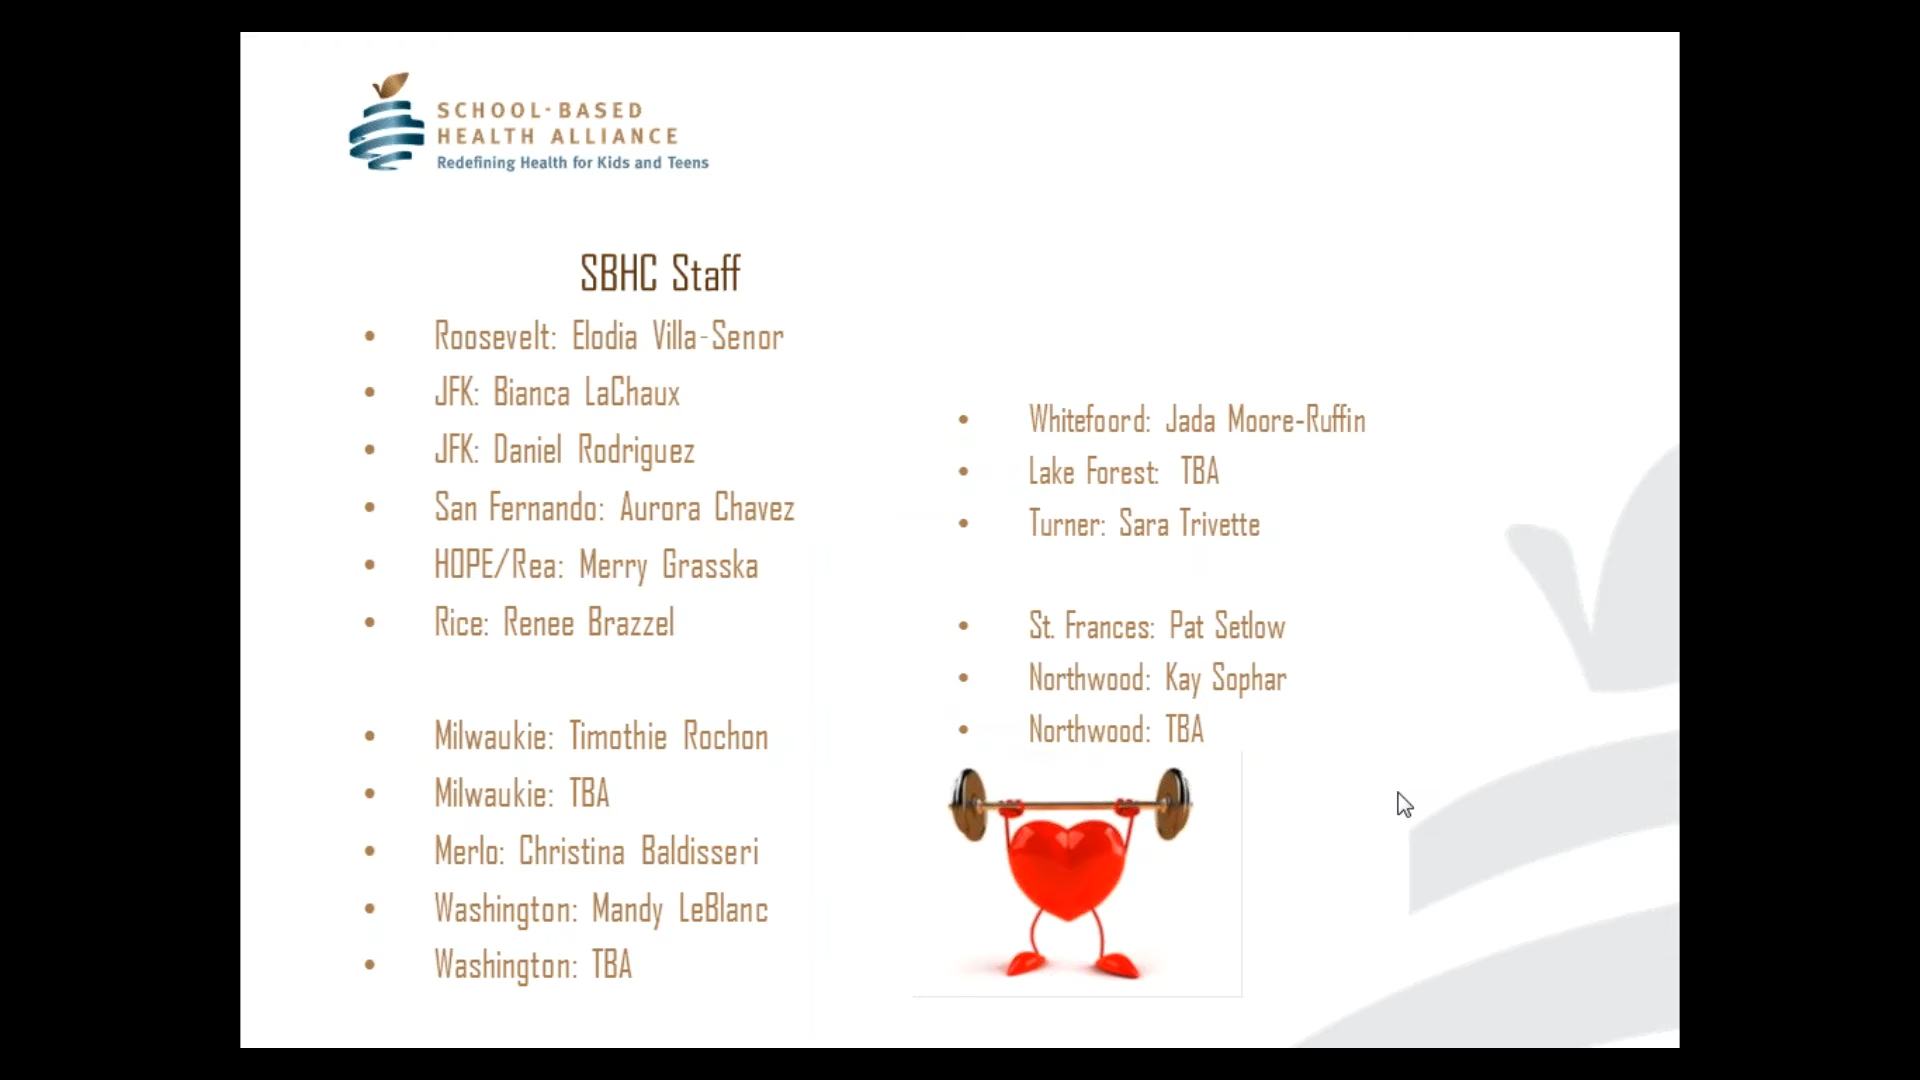 SCHOOL-BASED
HEALTH ALLIANCE
Redefining Health for Kids and Teens
SBHC Staff
• Roosevelt: Elodia Villa-Senor
• JFK: Bianca LaChaux
• JFK: Daniel Rodriguez
• San Fernando: Aurora Chavez
• HOPE/Rea: Merry Grasska
• Rice: Renee Brazzel
• Milwaukie: Timothie Rochon
• Milwaukie: TBA
• Merlo: Christina Baldisseri
• Washington: Mandy LeBlanc
• Washington: TBA
• Whitefoord: Jada Moore-Ruffin
• Lake Forest: TBA
• Turner: Sara Trivette
• St. Frances: Pat Setlow
• Northwood: Kay Sophar
• Northwood: TBA